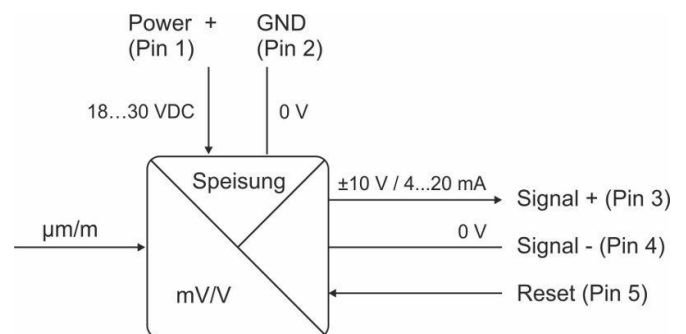 Power +
(Pin 1)
GND
(Pin 2)
18...30 VDC
0 V
Speisung
±10 V / 4...20 mA
Signal + (Pin 3)
µm/m
0 V
Signal - (Pin 4)
mV/V
Reset (Pin 5)